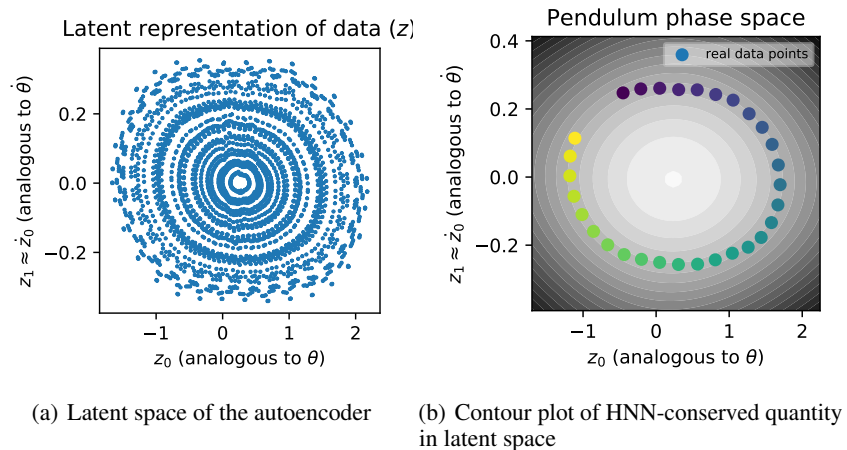 Latent representation of data (z)
0.2
0.0
−0.2
z₁ ≈ ż₀ (analogous to θ̇)
−1
0
1
2
z₀ (analogous to θ)
(a) Latent space of the autoencoder
Pendulum phase space
real data points
0.4
0.2
0.0
−0.2
z₁ ≈ ż₀ (analogous to θ̇)
−1
0
1
2
z₀ (analogous to θ)
(b) Contour plot of HNN-conserved quantity
in latent space